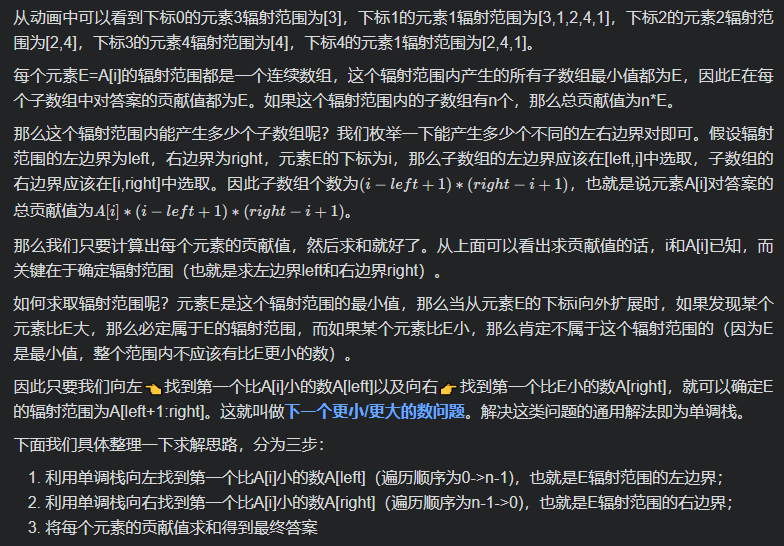 从动画中可以看到下标0的元素3辐射范围为[3]，下标1的元素1辐射范围为[3,1,2,4,1]，下标2的元素2辐射范
围为[2,4]，下标3的元素4辐射范围为[4]，下标4的元素1辐射范围为[2,4,1]。
每个元素E=A[i]的辐射范围都是一个连续数组，这个辐射范围内产生的所有子数组最小值都为E，因此E在每
个子数组中对答案的贡献值都为E。如果这个辐射范围内的子数组有n个，那么总贡献值为n*E。
那么这个辐射范围内能产生多少个子数组呢？我们枚举一下能产生多少个不同的左右边界对即可。假设辐
射范围的左边界为left，右边界为right，元素E的下标为i，那么子数组的左边界应该在[left,i]中选取，子数组的
右边界应该在[i,right]中选取。因此子数组个数为(i − left + 1) * (right − i + 1)，也就是说元素A[i]对答案的
总贡献值为A[i] * (i − left + 1) * (right − i + 1)。
那么我们只要计算出每个元素的贡献值，然后求和就好了。从上面可以看出求贡献值的话，i和A[i]已知，而
关键在于确定辐射范围（也就是求左边界left和右边界right）。
如何求取辐射范围呢？元素E是这个辐射范围的最小值，那么当从元素E的下标i向外扩展时，如果发现某个
元素比E大，那么必定属于E的辐射范围，而如果某个元素比E小，那么肯定不属于这个辐射范围的（因为E
是最小值，整个范围内不应该有比E更小的数）。
因此只要我们向左👈找到第一个比A[i]小的数A[left]以及向右👉找到第一个比E小的数A[right]，就可以确定E
的辐射范围为A[left+1:right]。这就叫做下一个更小/更大的数问题。解决这类问题的通用解法即为单调栈。
下面我们具体整理一下求解思路，分为三步：
1. 利用单调栈向左找到第一个比A[i]小的数A[left]（遍历顺序为0->n-1），也就是E辐射范围的左边界；
2. 利用单调栈向右找到第一个比A[i]小的数A[right]（遍历顺序为n-1->0），也就是E辐射范围的右边界；
3. 将每个元素的贡献值求和得到最终答案